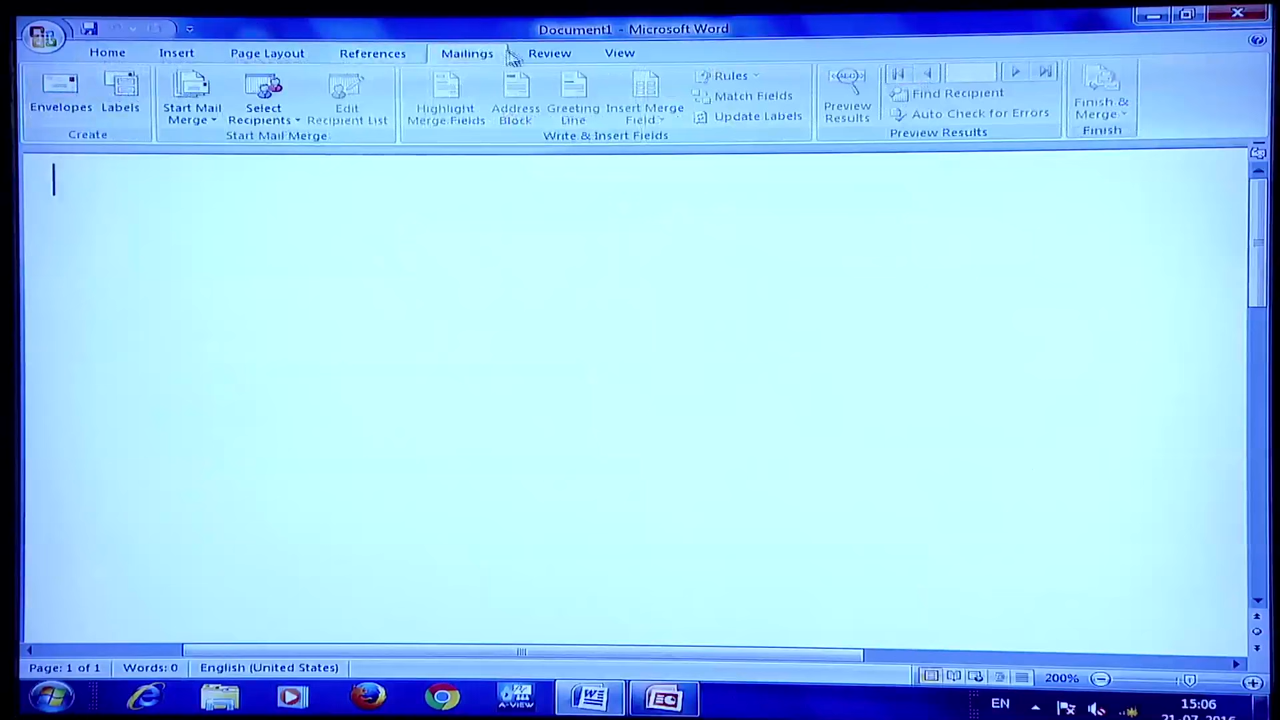 Document1 - Microsoft Word
Home Insert Page Layout References Mailings Review View
Envelopes Labels
Create
Start Mail Merge
Select Recipients
Edit Recipient List
Start Mail Merge
Highlight Merge Fields
Address Block
Greeting Line
Insert Merge Field
Rules
Match Fields
Update Labels
Write & Insert Fields
Preview Results
ABC
Find Recipient
Auto Check for Errors
Preview Results
Finish & Merge
Finish
Page: 1 of 1 Words: 0 English (United States) 200%
A-VIEW
EN 15:06